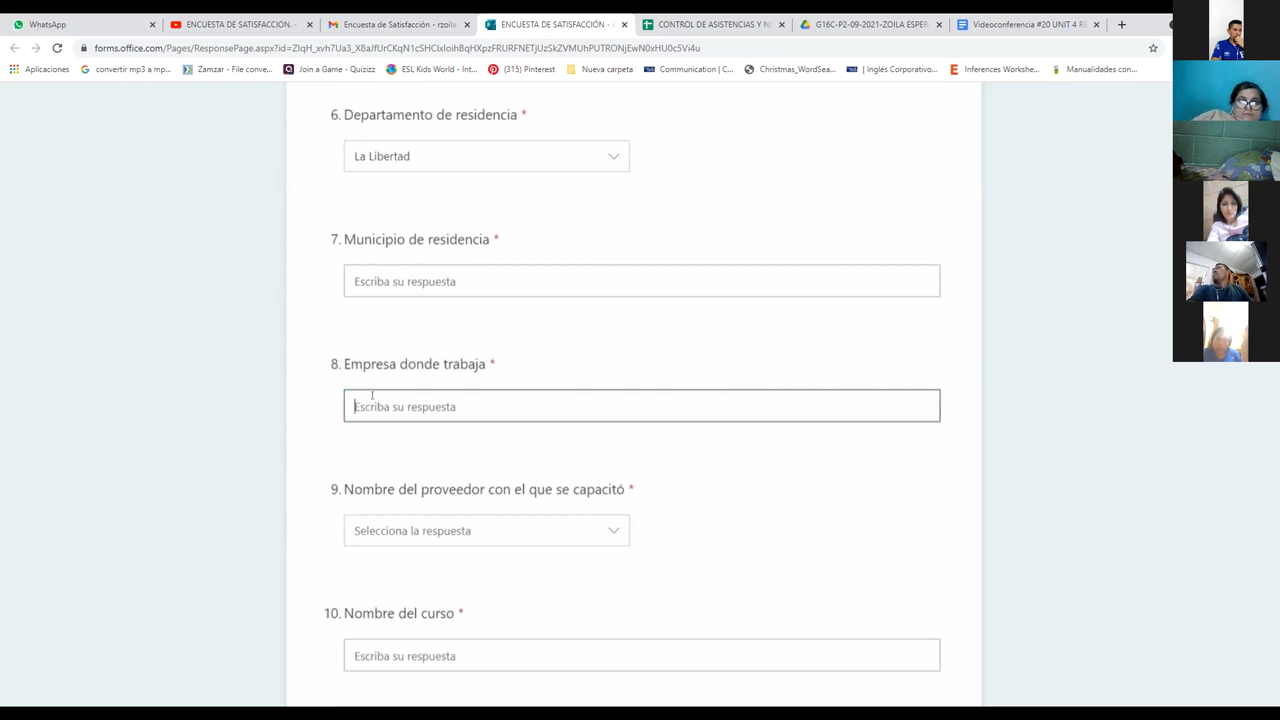 WhatsApp
ENCUESTA DE SATISFACCION. -
Encuesta de Satisfacción - rzoila
ENCUESTA DE SATISFACCIÓN -
CONTROL DE ASISTENCIAS Y NO
G16C-P2-09-2021-ZOILA ESPER
Videoconferencia #20 UNIT 4 RE
forms.office.com/Pages/ResponsePage.aspx?id=
Aplicaciones
convertir mp3 a mp...
Zamzar - File conve...
Join a Game - Quizizz
ESL Kids World - Int...
(315) Pinterest
Nueva carpeta
Communication | C...
Christmas_WordSea...
| Inglés Corporativo...
Inferences Workshe...
Manualidades con...
6. Departamento de residencia *
La Libertad
7. Municipio de residencia *
Escriba su respuesta
8. Empresa donde trabaja *
Escriba su respuesta
9. Nombre del proveedor con el que se capacitó *
Selecciona la respuesta
10. Nombre del curso *
Escriba su respuesta